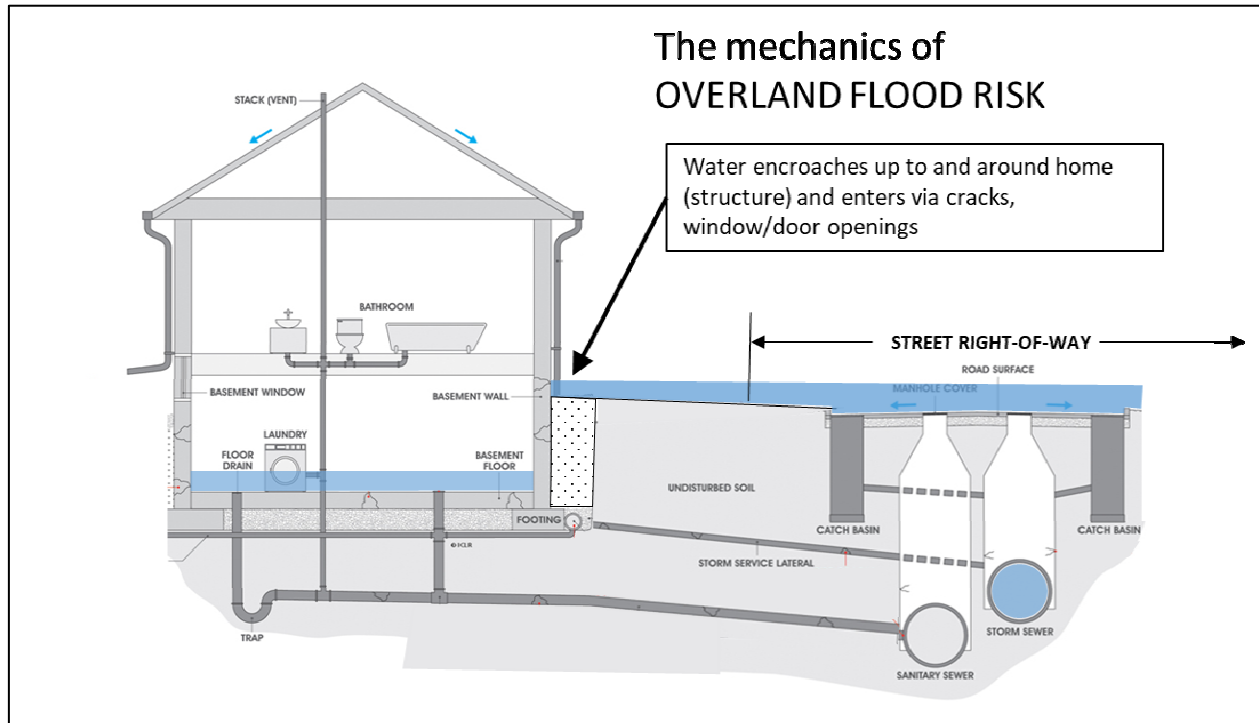 The mechanics of
OVERLAND FLOOD RISK
STACK (VENT)
Water encroaches up to and around home
(structure) and enters via cracks,
window/door openings
BATHROOM
STREET RIGHT-OF-WAY
ROAD SURFACE
MANHOLE COVER
BASEMENT WINDOW
BASEMENT WALL
LAUNDRY
FLOOR
DRAIN
BASEMENT
FLOOR
UNDISTURBED SOIL
FOOTING
CATCH BASIN
CATCH BASIN
© ICLR
STORM SERVICE LATERAL
TRAP
STORM SEWER
SANITARY SEWER